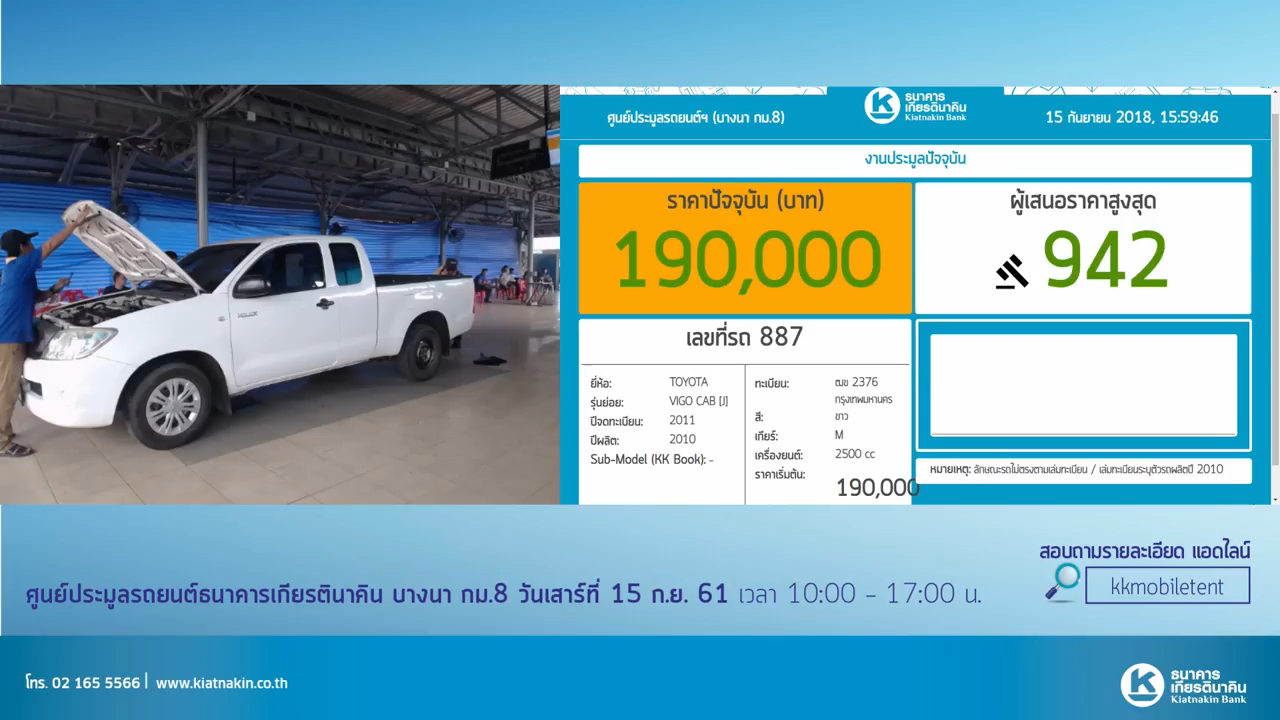 ศูนย์ประมูลรถยนต์ฯ (บางนา กม.8)
ธนาคาร
เกียรตินาคิน
Kiatnakin Bank
15 กันยายน 2018, 15:59:46
งานประมูลปัจจุบัน
ราคาปัจจุบัน (บาท)
190,000
ผู้เสนอราคาสูงสุด
942
เลขที่รถ 887
ยี่ห้อ: TOYOTA
รุ่นย่อย: VIGO CAB [J]
ปีจดทะเบียน: 2011
ปีผลิต: 2010
Sub-Model (KK Book): -
ทะเบียน: ฒข 2376
กรุงเทพมหานคร
สี: ขาว
เกียร์: M
เครื่องยนต์: 2500 cc
ราคาเริ่มต้น: 190,000
หมายเหตุ: ลักษณะรถไม่ตรงตามเล่มทะเบียน / เล่มทะเบียนระบุตัวรถผลิตปี 2010
สอบถามรายละเอียด แอดไลน์
kkmobiletent
ศูนย์ประมูลรถยนต์ธนาคารเกียรตินาคิน บางนา กม.8 วันเสาร์ที่ 15 ก.ย. 61 เวลา 10:00 - 17:00 น.
โทร. 02 165 5566 | www.kiatnakin.co.th
ธนาคาร
เกียรตินาคิน
Kiatnakin Bank